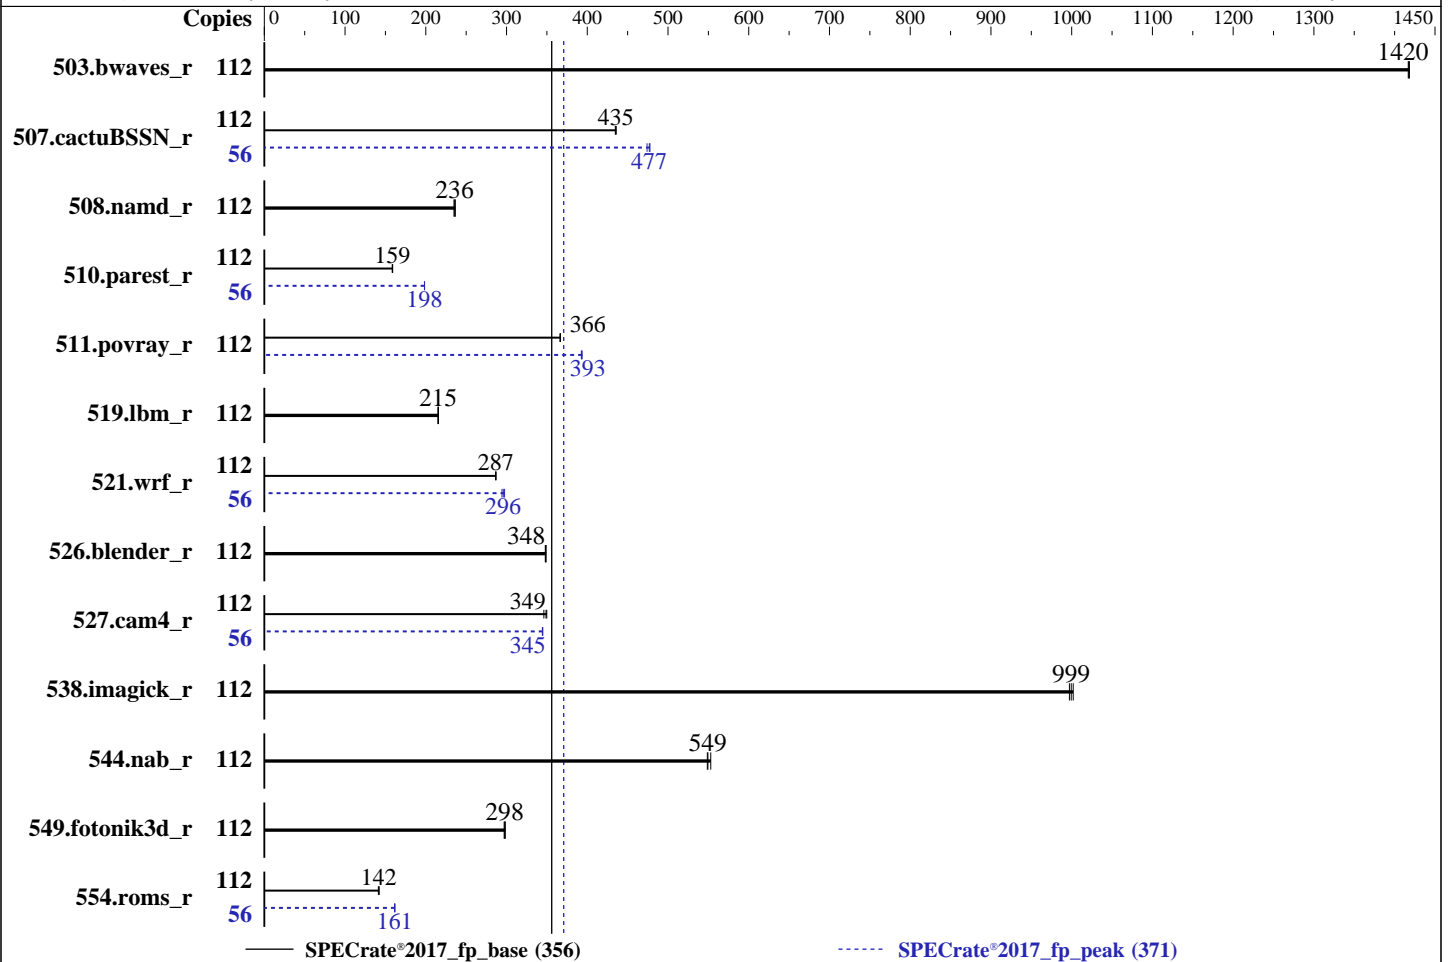 Copies 0 100 200 300 400 500 600 700 800 900 1000 1100 1200 1300 1450
503.bwaves_r 112 1420
507.cactuBSSN_r 112 435
56 477
508.namd_r 112 236
510.parest_r 112 159
56 198
511.povray_r 112 366
393
519.lbm_r 112 215
521.wrf_r 112 287
56 296
526.blender_r 112 348
527.cam4_r 112 349
56 345
538.imagick_r 112 999
544.nab_r 112 549
549.fotonik3d_r 112 298
554.roms_r 112 142
56 161
SPECrate®2017_fp_base (356) SPECrate®2017_fp_peak (371)